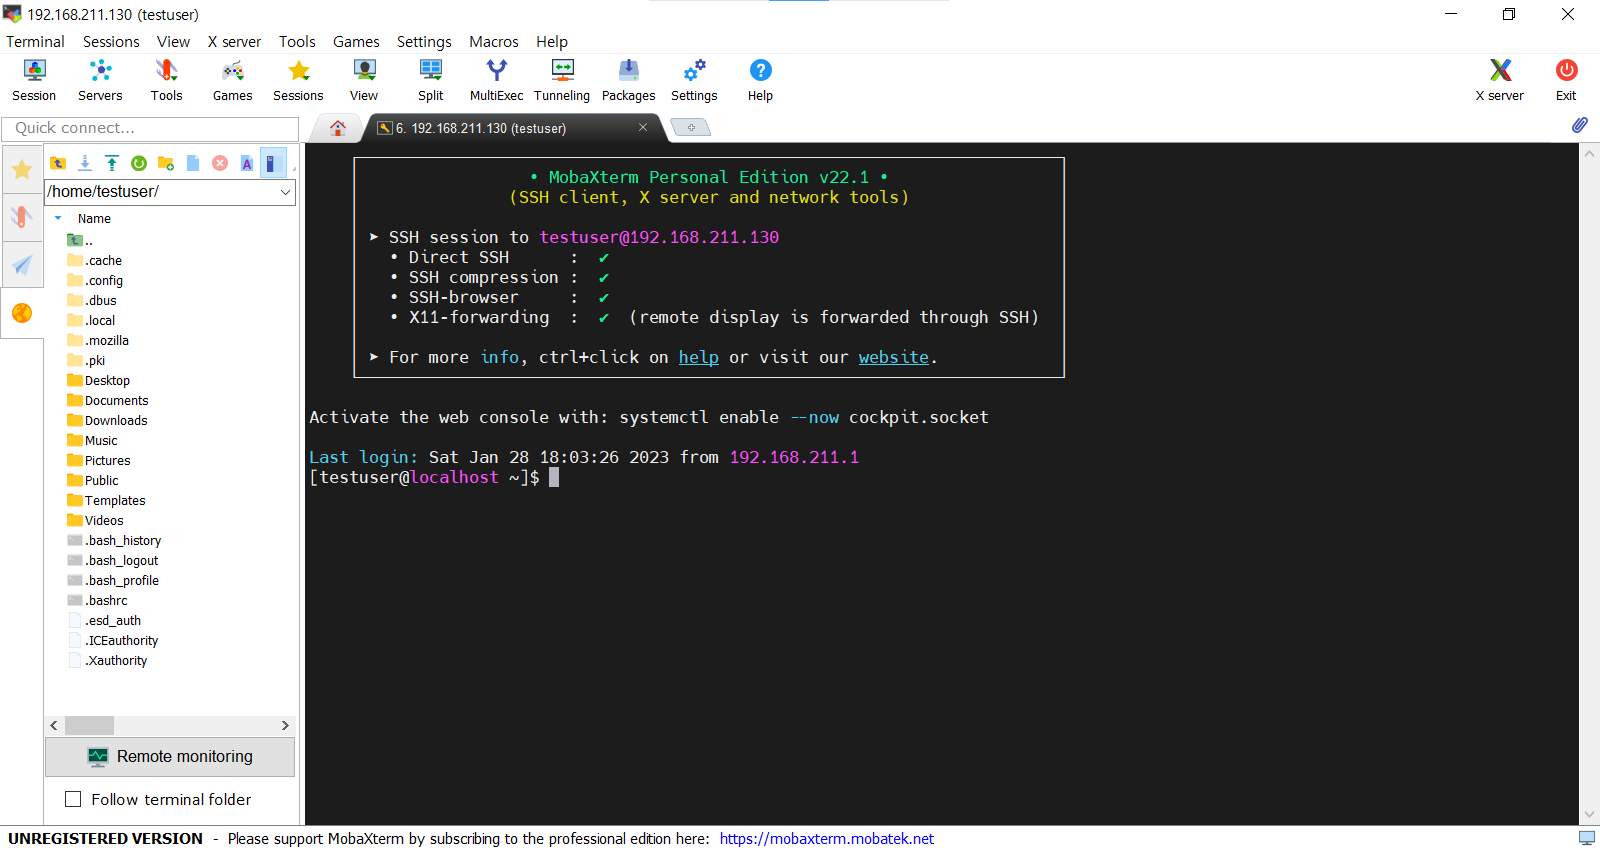 192.168.211.130 (testuser)
Terminal Sessions View X server Tools Games Settings Macros Help
Session Servers Tools Games Sessions View Split MultiExec Tunneling Packages Settings Help X server Exit
Quick connect...
6. 192.168.211.130 (testuser)
/home/testuser/
Name
..
.cache
.config
.dbus
.local
.mozilla
.pki
Desktop
Documents
Downloads
Music
Pictures
Public
Templates
Videos
.bash_history
.bash_logout
.bash_profile
.bashrc
.esd_auth
.ICEauthority
.Xauthority
Remote monitoring
Follow terminal folder
• MobaXterm Personal Edition v22.1 •
(SSH client, X server and network tools)
➤ SSH session to testuser@192.168.211.130
• Direct SSH : ✔
• SSH compression : ✔
• SSH-browser : ✔
• X11-forwarding : ✔ (remote display is forwarded through SSH)
➤ For more info, ctrl+click on help or visit our website.
Activate the web console with: systemctl enable --now cockpit.socket
Last login: Sat Jan 28 18:03:26 2023 from 192.168.211.1
[testuser@localhost ~]$
UNREGISTERED VERSION - Please support MobaXterm by subscribing to the professional edition here: https://mobaxterm.mobatek.net